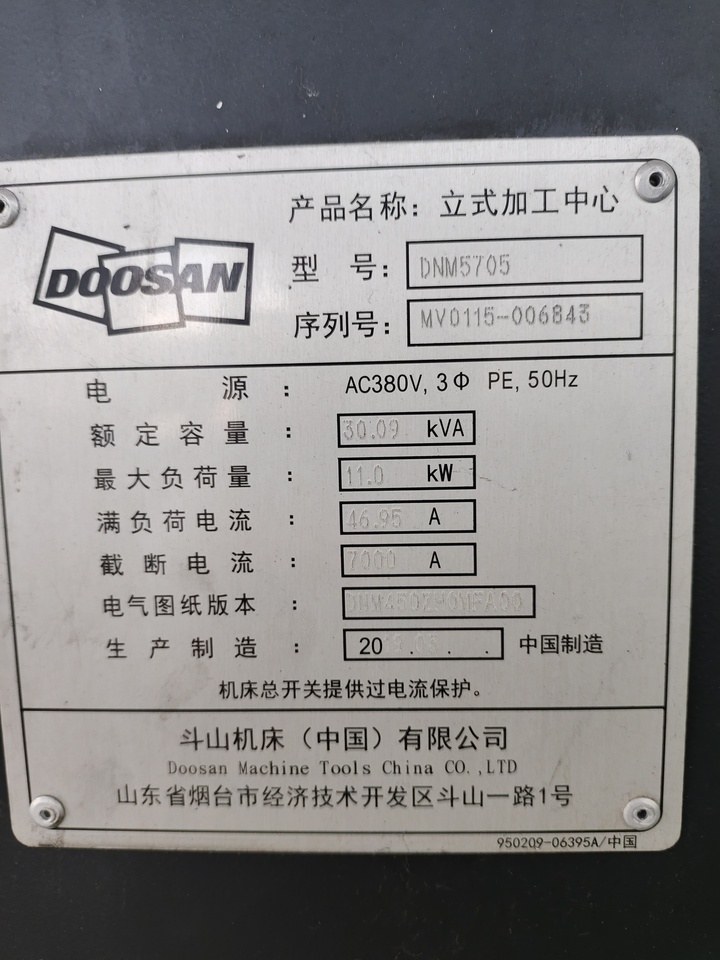 DOOSAN
产品名称：立式加工中心
型 号： DNM5705
序列号： MV0115-006843
电 源 ： AC380V, 3Φ PE, 50Hz
额定容量 ： 30.09 kVA
最大负荷量 ： 11.0 kW
满负荷电流 ： 46.95 A
截断电流 ： 7000 A
电气图纸版本 ：
生产制造 ： 20 . . . 中国制造
机床总开关提供过电流保护。
斗山机床（中国）有限公司
Doosan Machine Tools China CO.,LTD
山东省烟台市经济技术开发区斗山一路1号
950209-06395A/中国